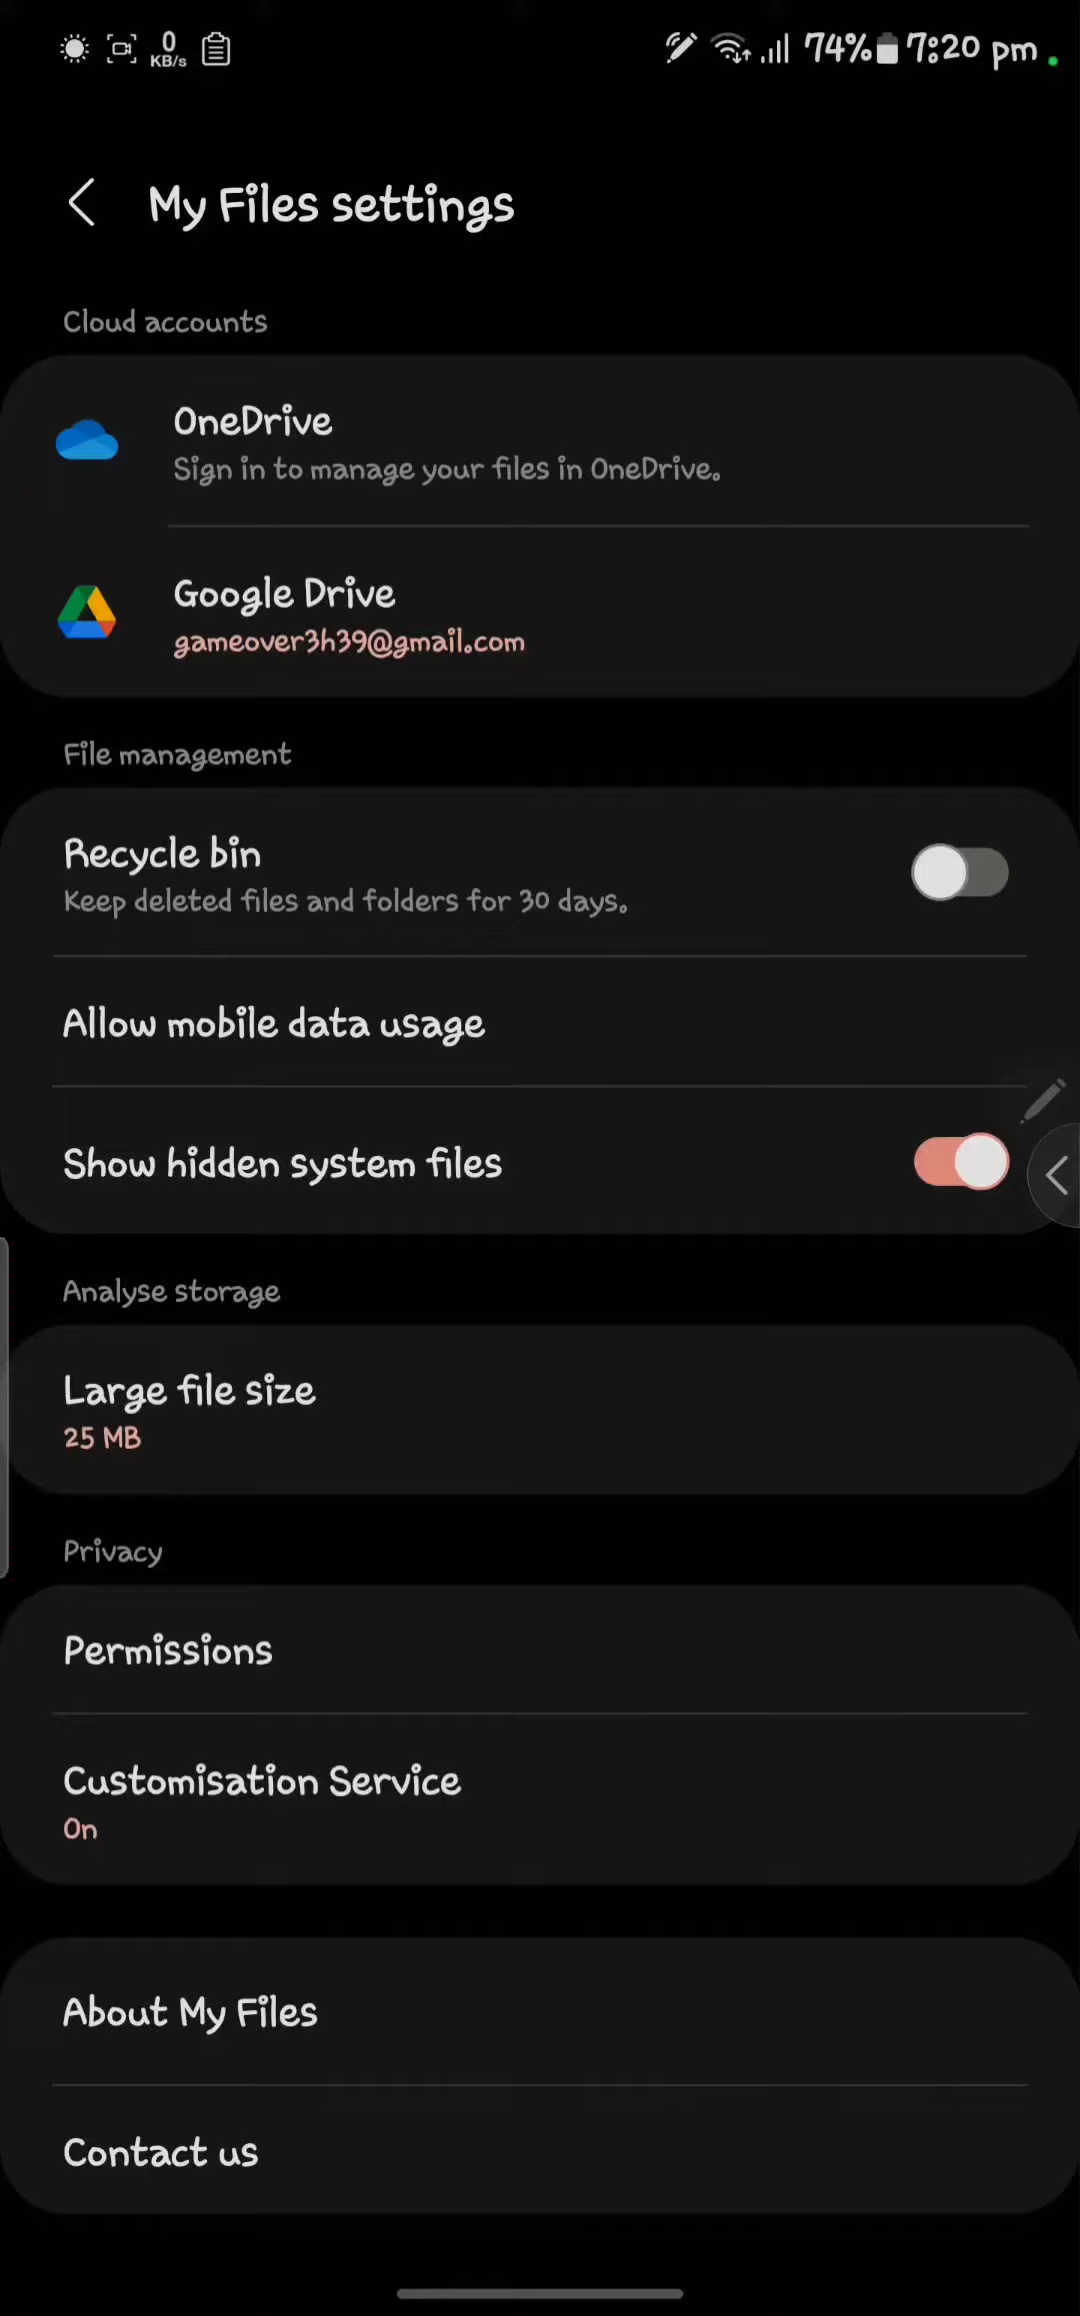 0
KB/s
74% 7:20 pm
My Files settings
Cloud accounts
OneDrive
Sign in to manage your files in OneDrive.
Google Drive
gameover3h39@gmail.com
File management
Recycle bin
Keep deleted files and folders for 30 days.
Allow mobile data usage
Show hidden system files
Analyse storage
Large file size
25 MB
Privacy
Permissions
Customisation Service
On
About My Files
Contact us